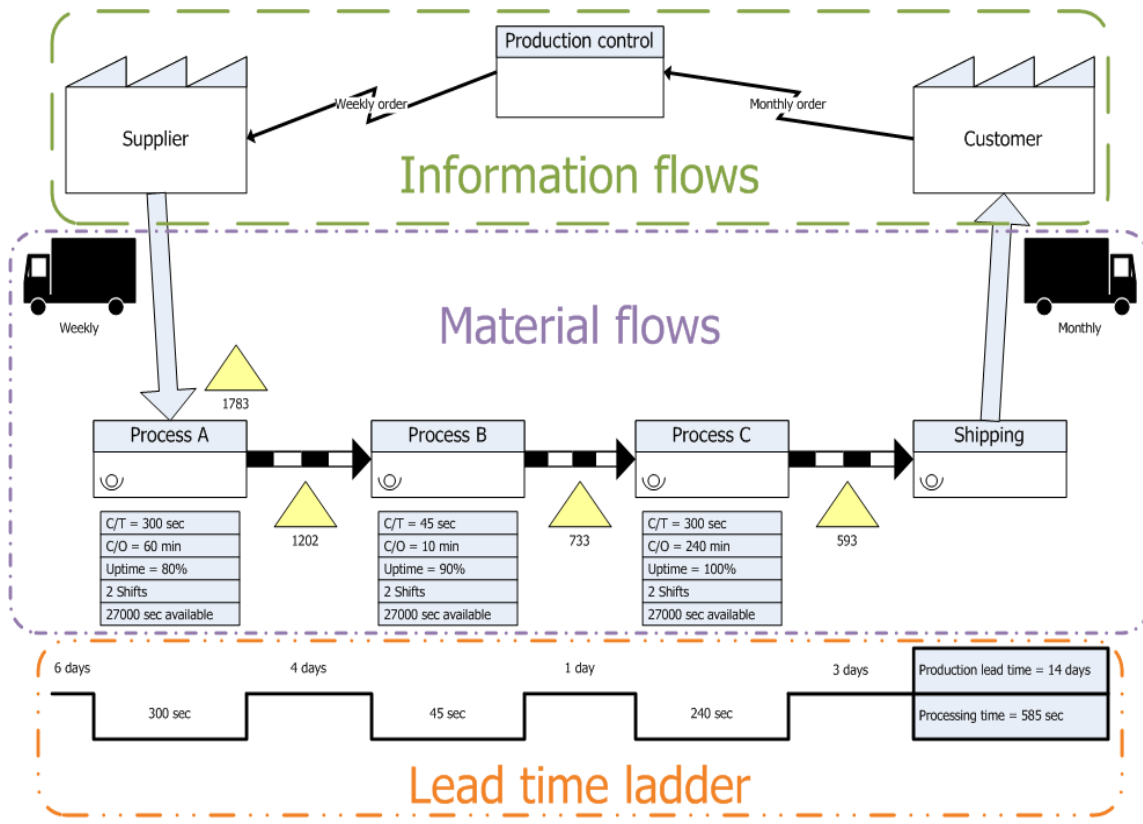 Production control
Supplier
Weekly order
Monthly order
Customer
Information flows
Weekly
Material flows
Monthly
1783
Process A
Process B
Process C
Shipping
1202
733
593
C/T = 300 sec
C/O = 60 min
Uptime = 80%
2 Shifts
27000 sec available
C/T = 45 sec
C/O = 10 min
Uptime = 90%
2 Shifts
27000 sec available
C/T = 300 sec
C/O = 240 min
Uptime = 100%
2 Shifts
27000 sec available
6 days
4 days
1 day
3 days
Production lead time = 14 days
300 sec
45 sec
240 sec
Processing time = 585 sec
Lead time ladder